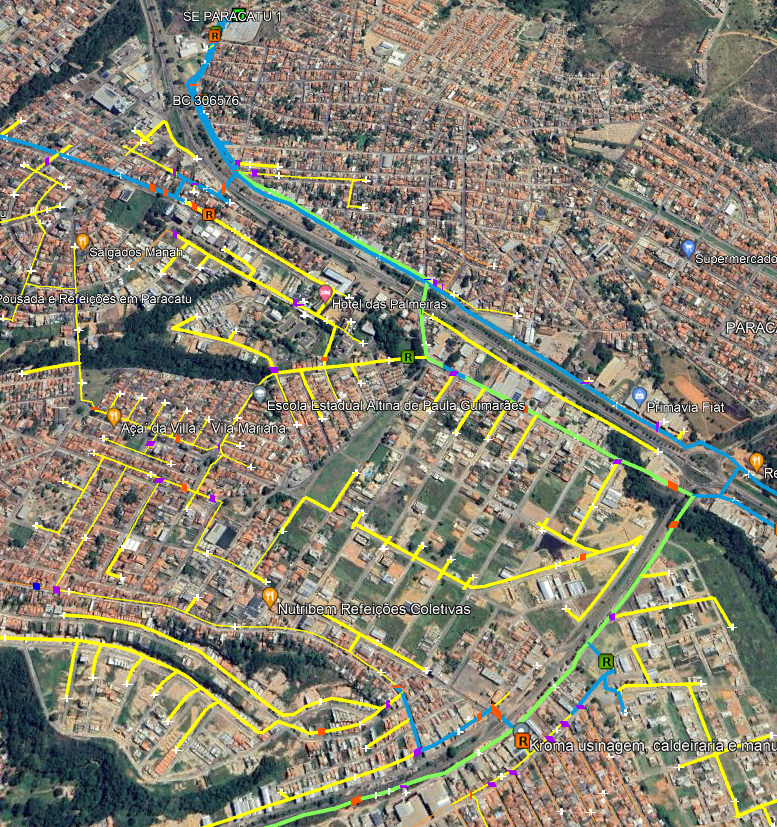 SE PARACATU 1
R
BC 306576
R
Salgados Manah
Supermercado
Pousada e Refeições em Paracatu
Hotel das Palmeiras
PARACA
R
Primavia Fiat
Escola Estadual Altina de Paula Guimarães
Açaí da Villa - Vila Mariana
Re
Nutribem Refeições Coletivas
R
R
Kroma usinagem, caldeiraria e manu